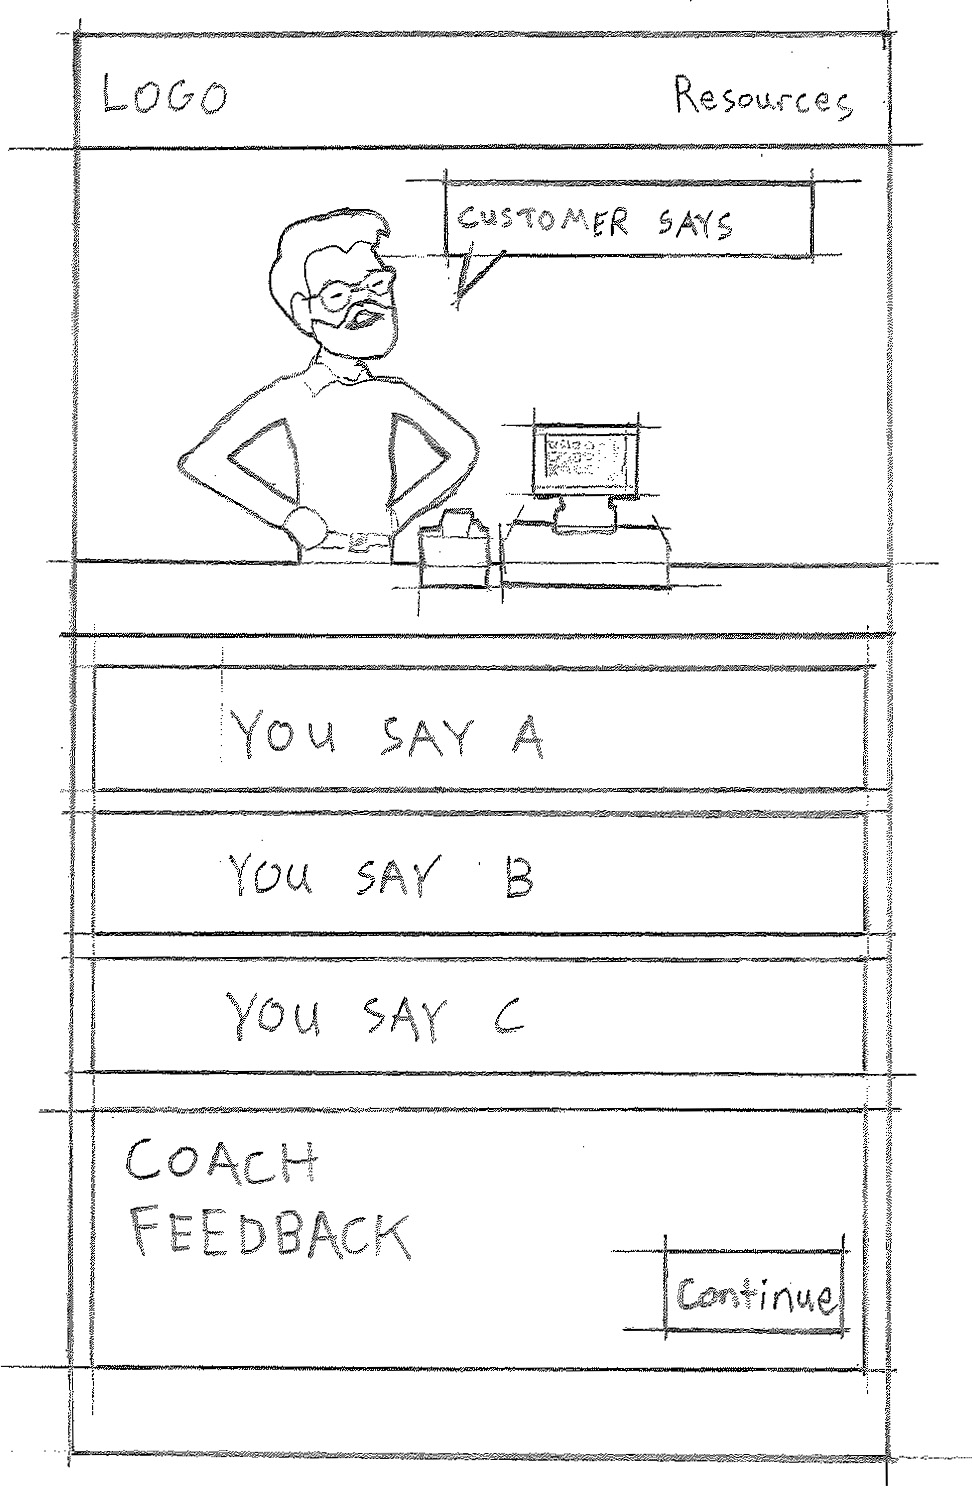 LOGO
Resources
CUSTOMER SAYS
YOU SAY A
YOU SAY B
YOU SAY C
COACH
FEEDBACK
Continue